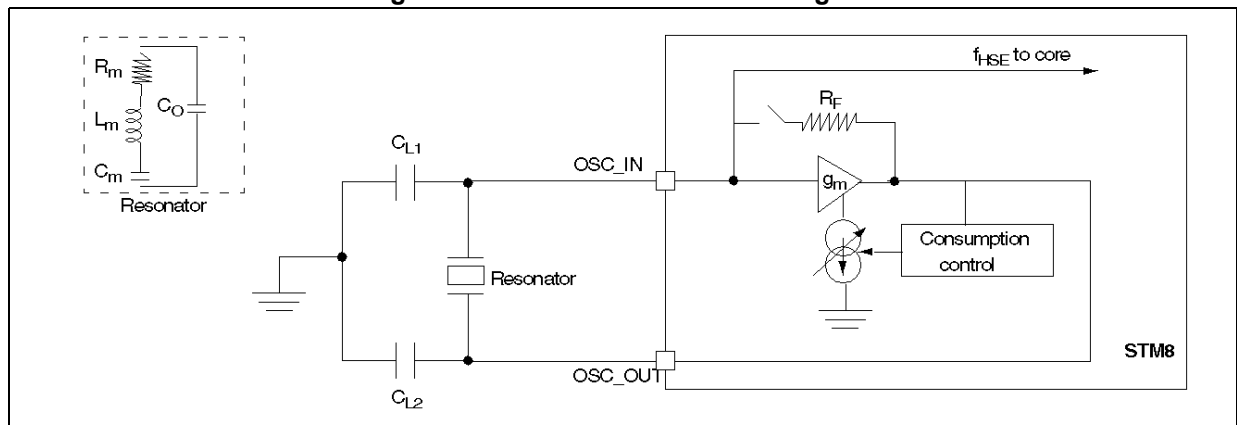 fHSE to core
Rm
Lm
CO
Cm
Resonator
RF
CL1
OSC_IN
gm
Consumption
control
Resonator
STM8
OSC_OUT
CL2